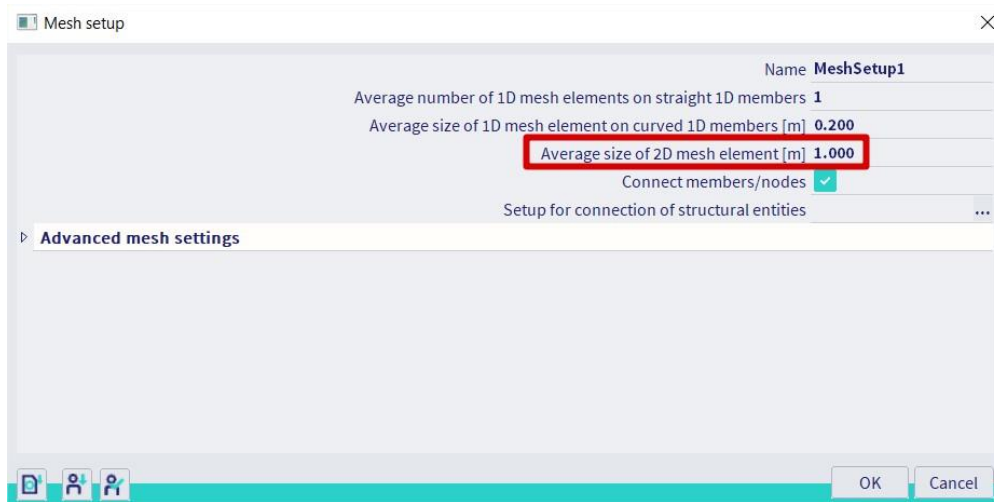 Mesh setup
Name MeshSetup1
Average number of 1D mesh elements on straight 1D members 1
Average size of 1D mesh element on curved 1D members [m] 0.200
Average size of 2D mesh element [m] 1.000
Connect members/nodes
Setup for connection of structural entities ...
Advanced mesh settings
OK Cancel